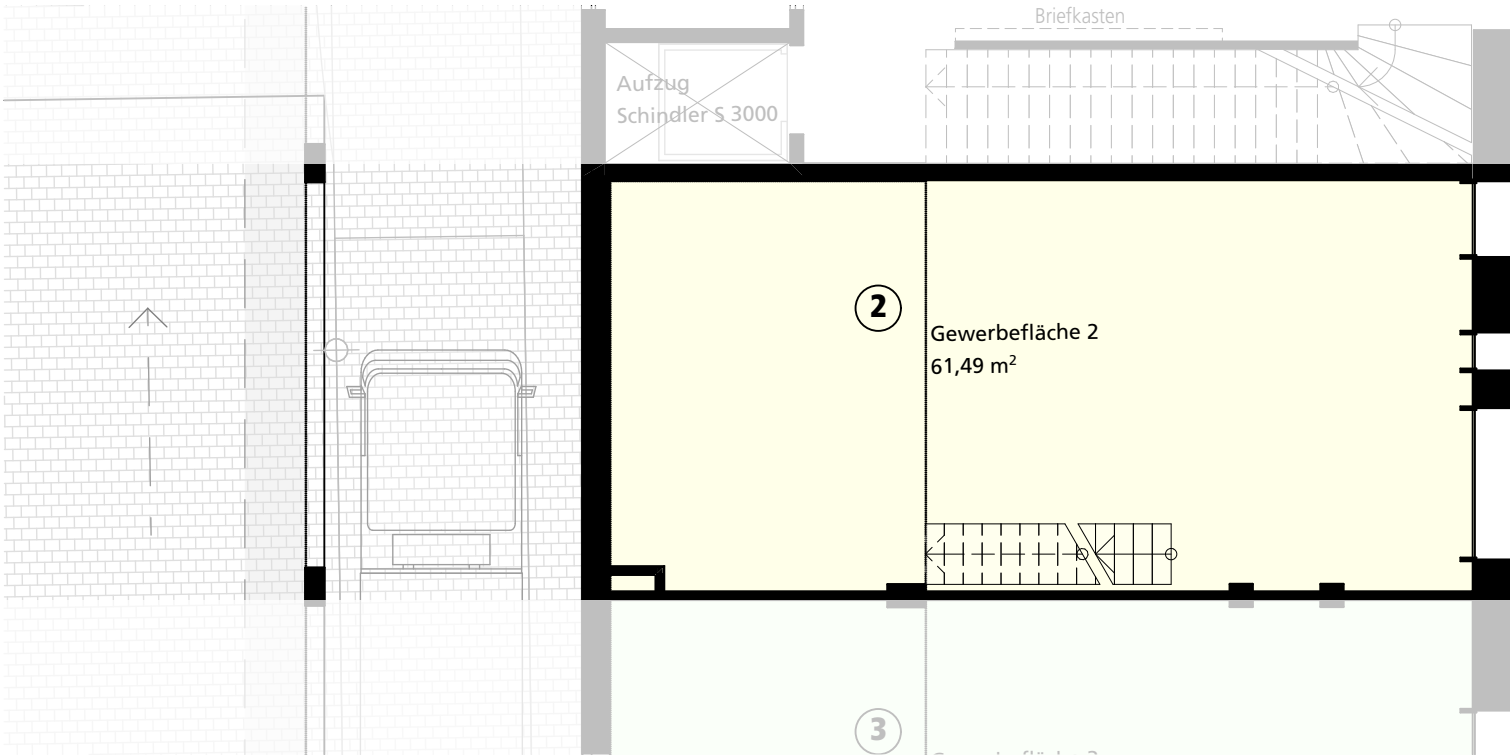 Briefkasten
Aufzug
Schindler S 3000
2
Gewerbefläche 2
61,49 m²
3